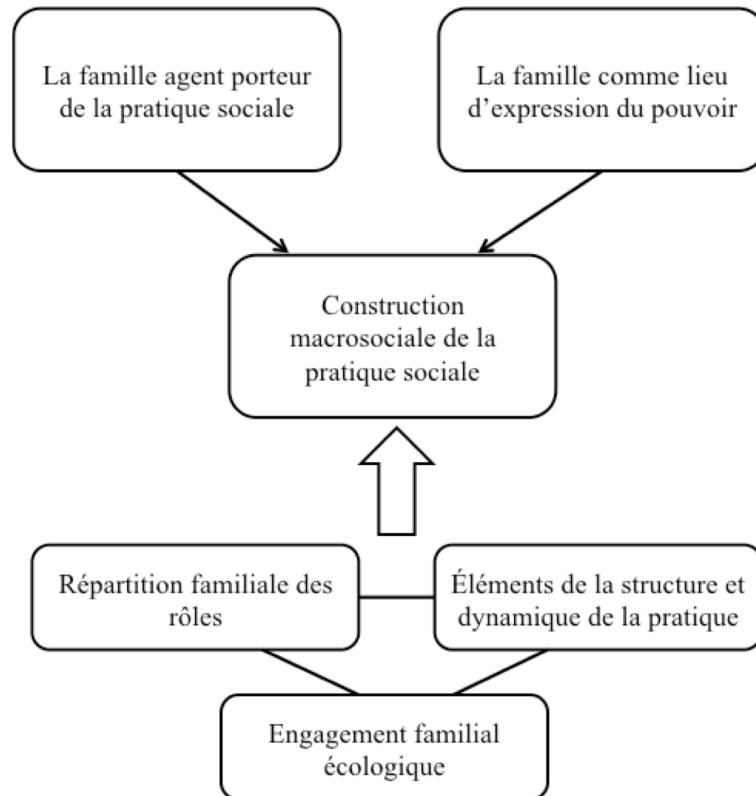 La famille agent porteur
de la pratique sociale
La famille comme lieu
d’expression du pouvoir
Construction
macrosociale de la
pratique sociale
Répartition familiale des
rôles
Éléments de la structure et
dynamique de la pratique
Engagement familial
écologique